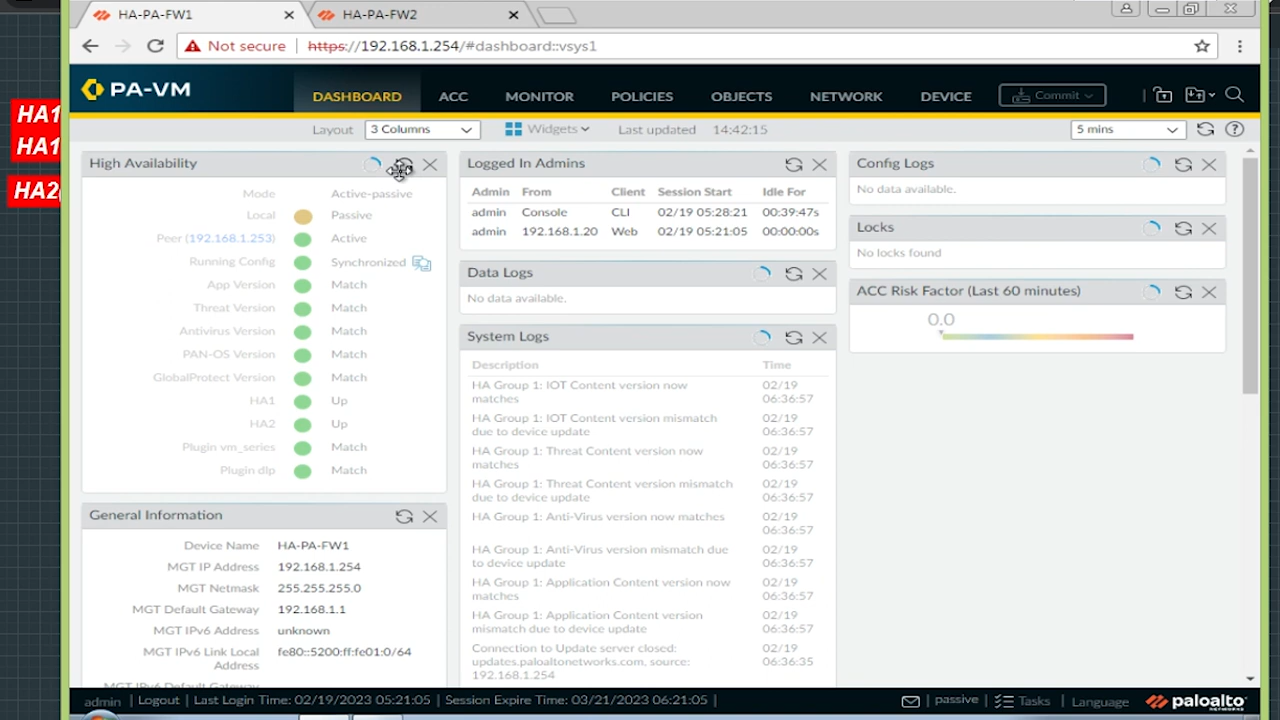 HA-PA-FW1
HA-PA-FW2
Not secure
https://192.168.1.254/#dashboard::vsys1
PA-VM
DASHBOARD
ACC
MONITOR
POLICIES
OBJECTS
NETWORK
DEVICE
Commit
Layout
3 Columns
Widgets
Last updated 14:42:15
5 mins
HA1
HA1
HA2
High Availability
Mode Active-passive
Local Passive
Peer (192.168.1.253) Active
Running Config Synchronized
App Version Match
Threat Version Match
Antivirus Version Match
PAN-OS Version Match
GlobalProtect Version Match
HA1 Up
HA2 Up
Plugin vm_series Match
Plugin dlp Match
General Information
Device Name HA-PA-FW1
MGT IP Address 192.168.1.254
MGT Netmask 255.255.255.0
MGT Default Gateway 192.168.1.1
MGT IPv6 Address unknown
MGT IPv6 Link Local fe80::5200:ff:fe01:0/64
Address
MGT IPv6 Default Gateway
Logged In Admins
Admin From Client Session Start Idle For
admin Console CLI 02/19 05:28:21 00:39:47s
admin 192.168.1.20 Web 02/19 05:21:05 00:00:00s
Data Logs
No data available.
System Logs
Description Time
HA Group 1: IOT Content version now 02/19
matches 06:36:57
HA Group 1: IOT Content version mismatch 02/19
due to device update 06:36:57
HA Group 1: Threat Content version now 02/19
matches 06:36:57
HA Group 1: Threat Content version mismatch 02/19
due to device update 06:36:57
HA Group 1: Anti-Virus version now matches 02/19
06:36:57
HA Group 1: Anti-Virus version mismatch due 02/19
to device update 06:36:57
HA Group 1: Application Content version now 02/19
matches 06:36:57
HA Group 1: Application Content version 02/19
mismatch due to device update 06:36:57
Connection to Update server closed: 02/19
updates.paloaltonetworks.com, source: 06:36:35
192.168.1.254
Config Logs
No data available.
Locks
No locks found
ACC Risk Factor (Last 60 minutes)
0.0
admin | Logout | Last Login Time: 02/19/2023 05:21:05 | Session Expire Time: 03/21/2023 06:21:05 |
| passive | Tasks | Language
paloalto
NETWORKS